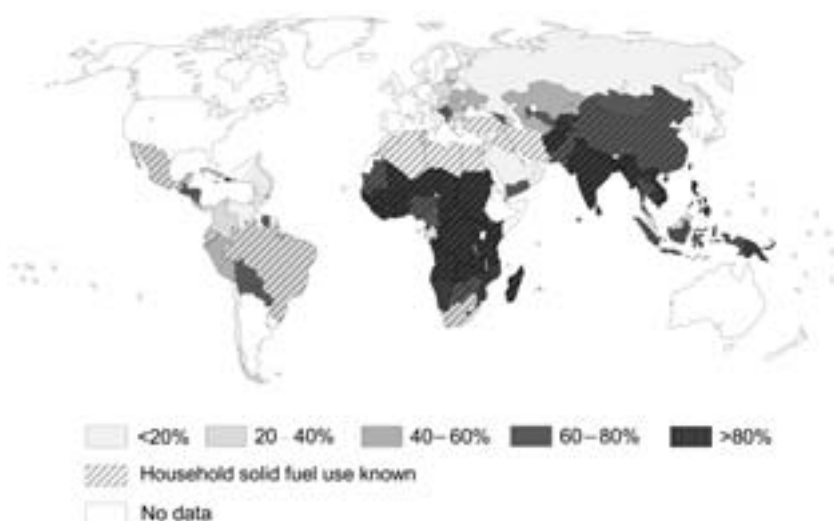 <20% 20 40% 40–60% 60–80% >80%
Household solid fuel use known
No data